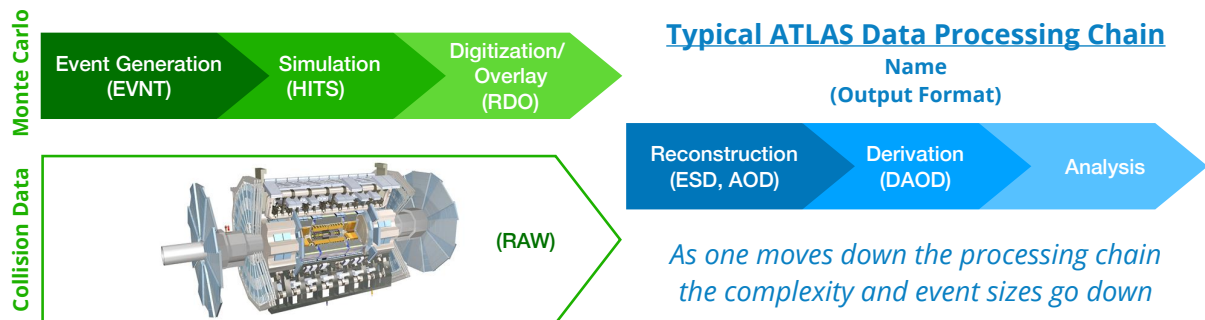 Monte Carlo
Event Generation
(EVNT)
Simulation
(HITS)
Digitization/
Overlay
(RDO)
Collision Data
(RAW)
Typical ATLAS Data Processing Chain
Name
(Output Format)
Reconstruction
(ESD, AOD)
Derivation
(DAOD)
Analysis
As one moves down the processing chain
the complexity and event sizes go down